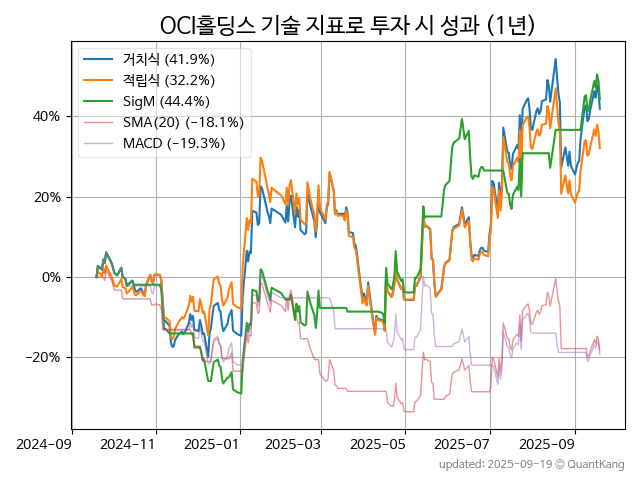 OCI홀딩스 기술 지표로 투자 시 성과 (1년)
거치식 (41.9%)
적립식 (32.2%)
SigM (44.4%)
SMA(20) (−18.1%)
MACD (−19.3%)
40%
20%
0%
−20%
2024-09 2024-11 2025-01 2025-03 2025-05 2025-07 2025-09
updated: 2025-09-19 © QuantKang